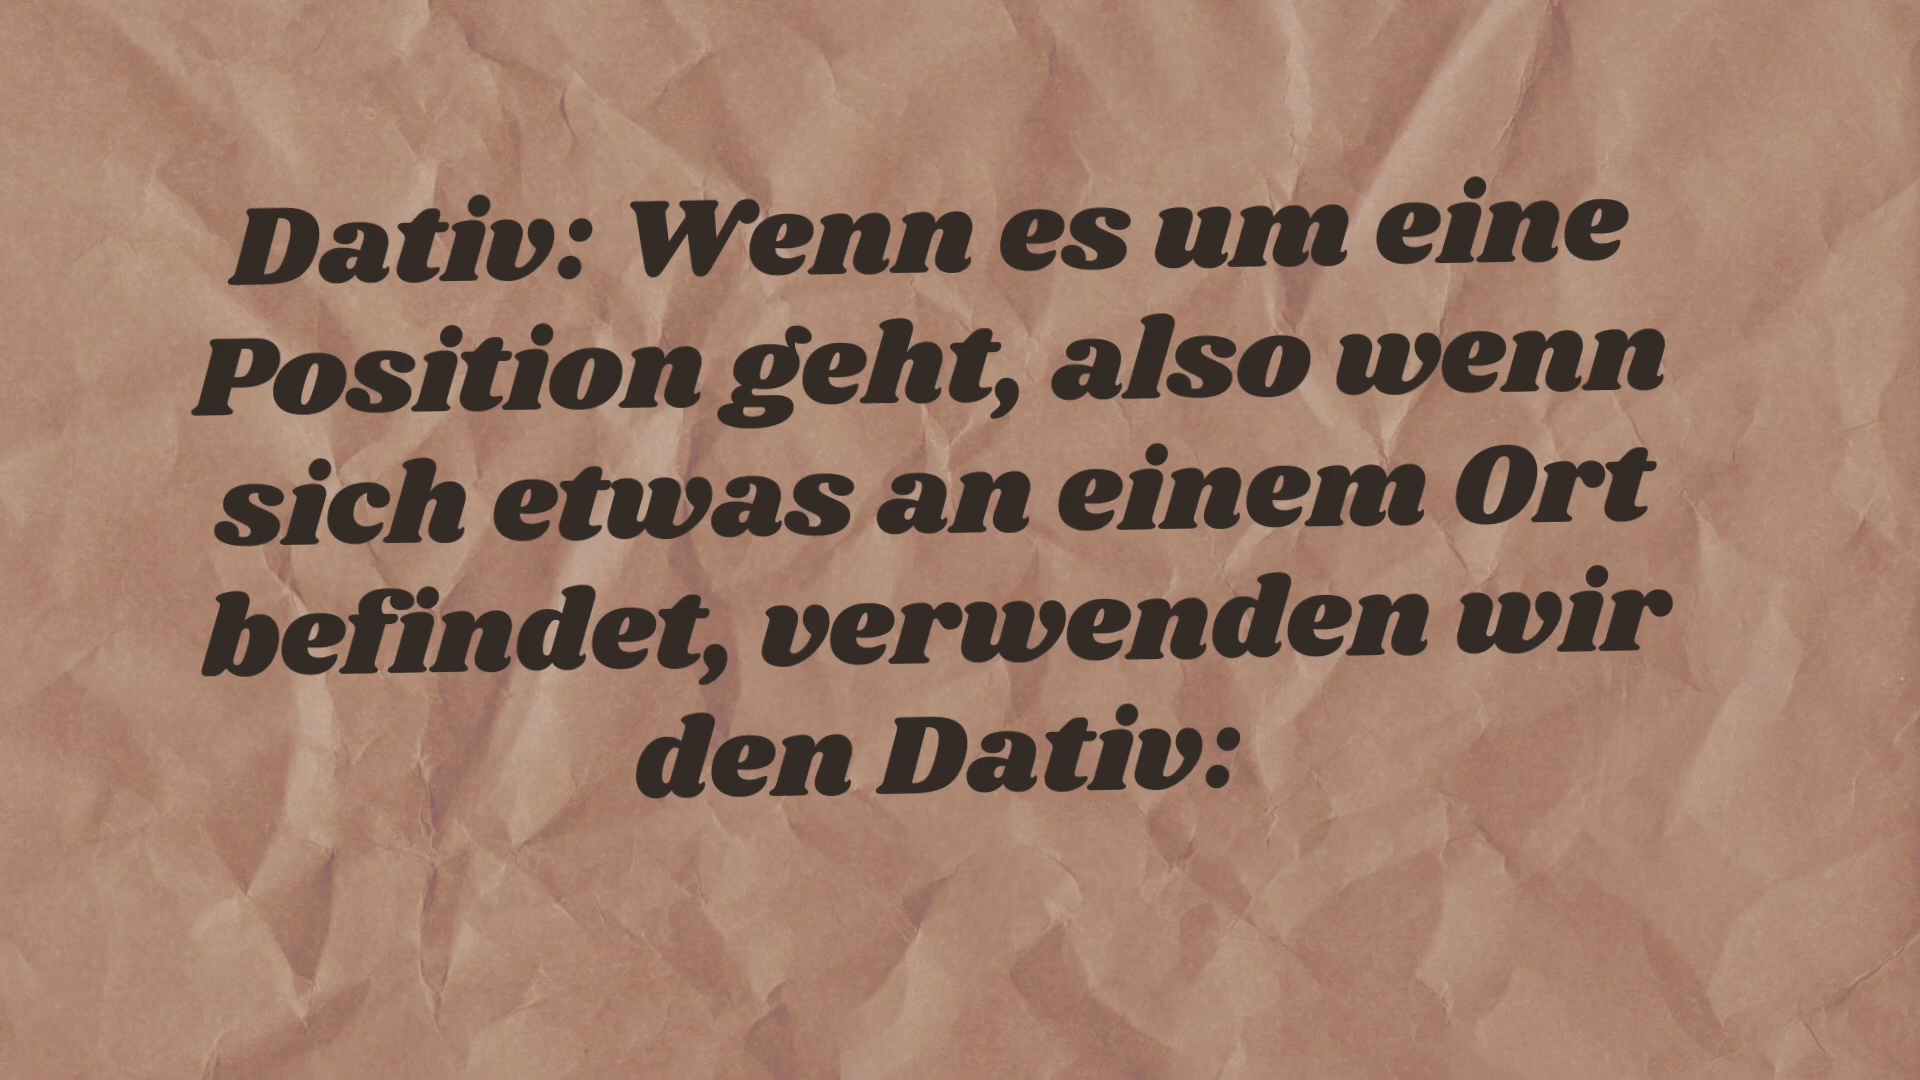 Dativ: Wenn es um eine
Position geht, also wenn
sich etwas an einem Ort
befindet, verwenden wir
den Dativ: